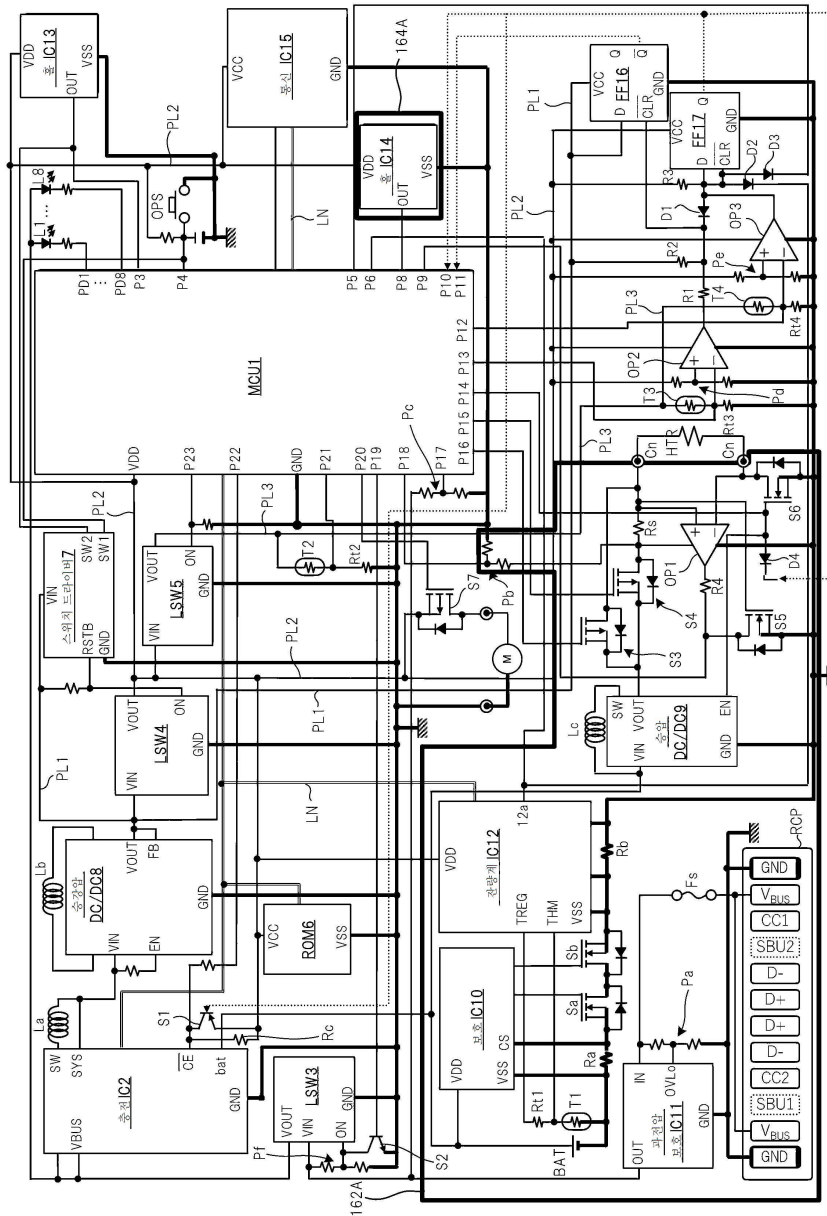 홀 IC13
VDD
VSS
OUT
통신 IC15
VCC
GND
164A
PL2
L8
L1
...
OPS
LN
홀 IC14
VDD
VSS
OUT
PD1
PD8
P3
P4
P5
P6
P8
P9
P10
P11
MCU1
P12
P13
P14
P15
P16
P17
P18
P19
P20
P21
GND
P22
P23
VDD
PL1
FF16
VCC
D
Q
Q
CLR
GND
FF17
VCC
D
Q
CLR
GND
D2
D3
R3
D1
PL2
OP3
R2
Pe
R1
PL3
T4
Rt4
OP2
T3
Pd
Rt3
PL3
Pc
스위치 드라이버7
VIN
SW2
SW1
RSTB
GND
PL2
LSW5
VOUT
ON
VIN
GND
PL3
T2
Rt2
PL2
PL1
S7
Pb
M
Cn
HTR
Cn
Rs
OP1
R4
S6
D4
S4
S3
S5
Lc
SW
VOUT
VIN
EN
GND
승압
DC/DC9
PL1
LSW4
VOUT
ON
VIN
GND
LN
승강압
DC/DC8
Lb
VOUT
FB
VIN
EN
GND
잔량계 IC12
VDD
12a
TREG
THM
VSS
Rb
ROM6
VCC
VSS
La
S1
Rc
충전 IC2
SW
SYS
CE
bat
VBUS
GND
LSW3
VOUT
VIN
ON
GND
Pf
S2
162A
보호 IC10
VDD
VSS
CS
Sb
Sa
Ra
Rt1
T1
BAT
과전압
보호 IC11
IN
OVLo
OUT
GND
Pa
Fs
RCP
GND
VBUS
CC1
SBU2
D-
D+
D+
D-
CC2
SBU1
VBUS
GND